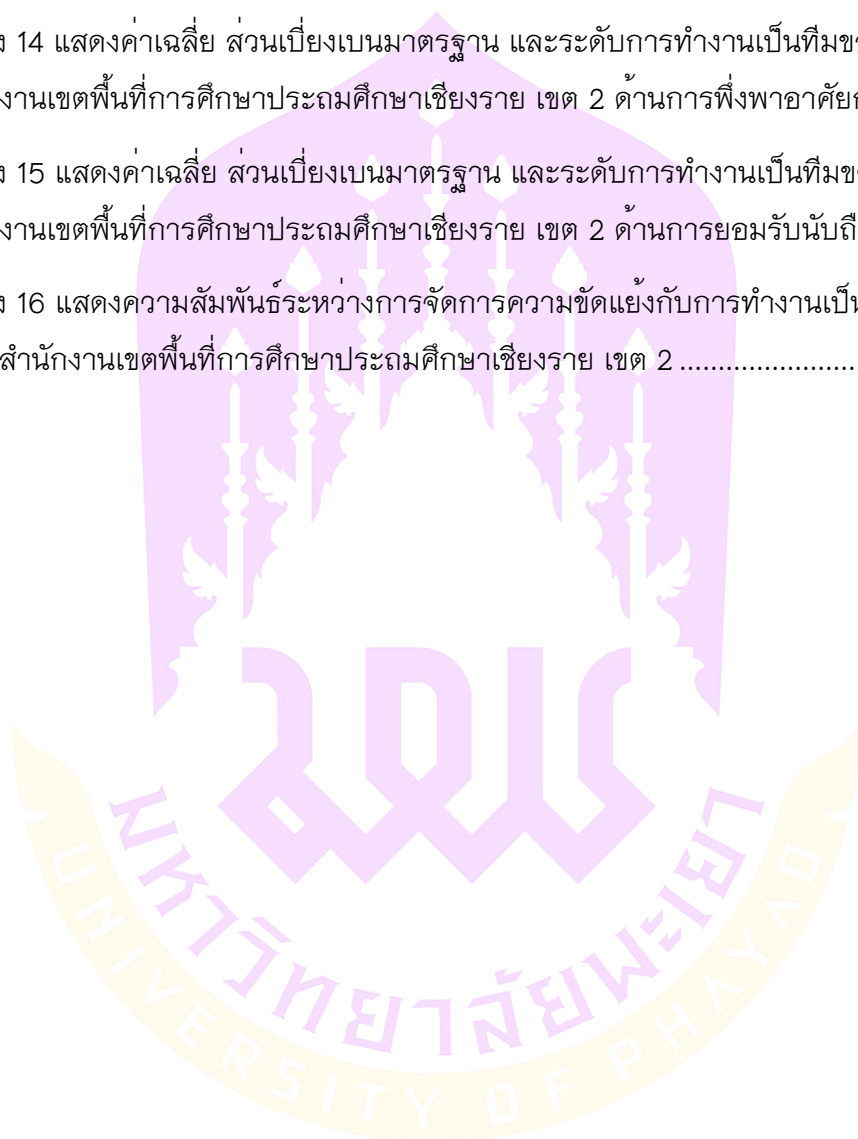 ง 14 แสดงค่าเฉลี่ย ส่วนเบี่ยงเบนมาตรฐาน และระดับการทำงานเป็นทีมข
งานเขตพื้นที่การศึกษาประถมศึกษาเชียงราย เขต 2 ด้านการพึ่งพาอาศัยก
ง 15 แสดงค่าเฉลี่ย ส่วนเบี่ยงเบนมาตรฐาน และระดับการทำงานเป็นทีมข
งานเขตพื้นที่การศึกษาประถมศึกษาเชียงราย เขต 2 ด้านการยอมรับนับถื
ง 16 แสดงความสัมพันธ์ระหว่างการจัดการความขัดแย้งกับการทำงานเป็น
สำนักงานเขตพื้นที่การศึกษาประถมศึกษาเชียงราย เขต 2 .......................
มหาวิทยาลัยพะเยา
UNIVERSITY OF PHAYAO